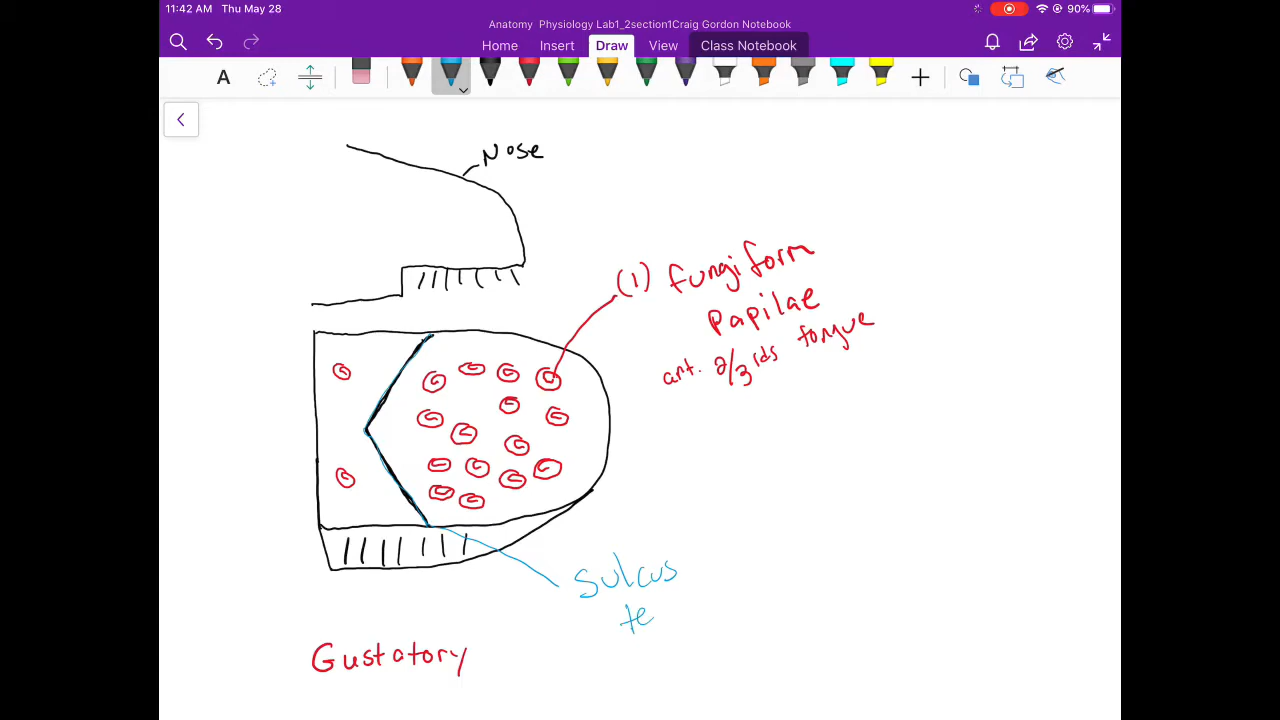 11:42 AM Thu May 28
90%
Anatomy Physiology Lab1_2section1Craig Gordon Notebook
Home Insert Draw View Class Notebook
A
Nose
(1) fungiform
papilae
ant. 2/3rds tongue
Sulcus
te
Gustatory